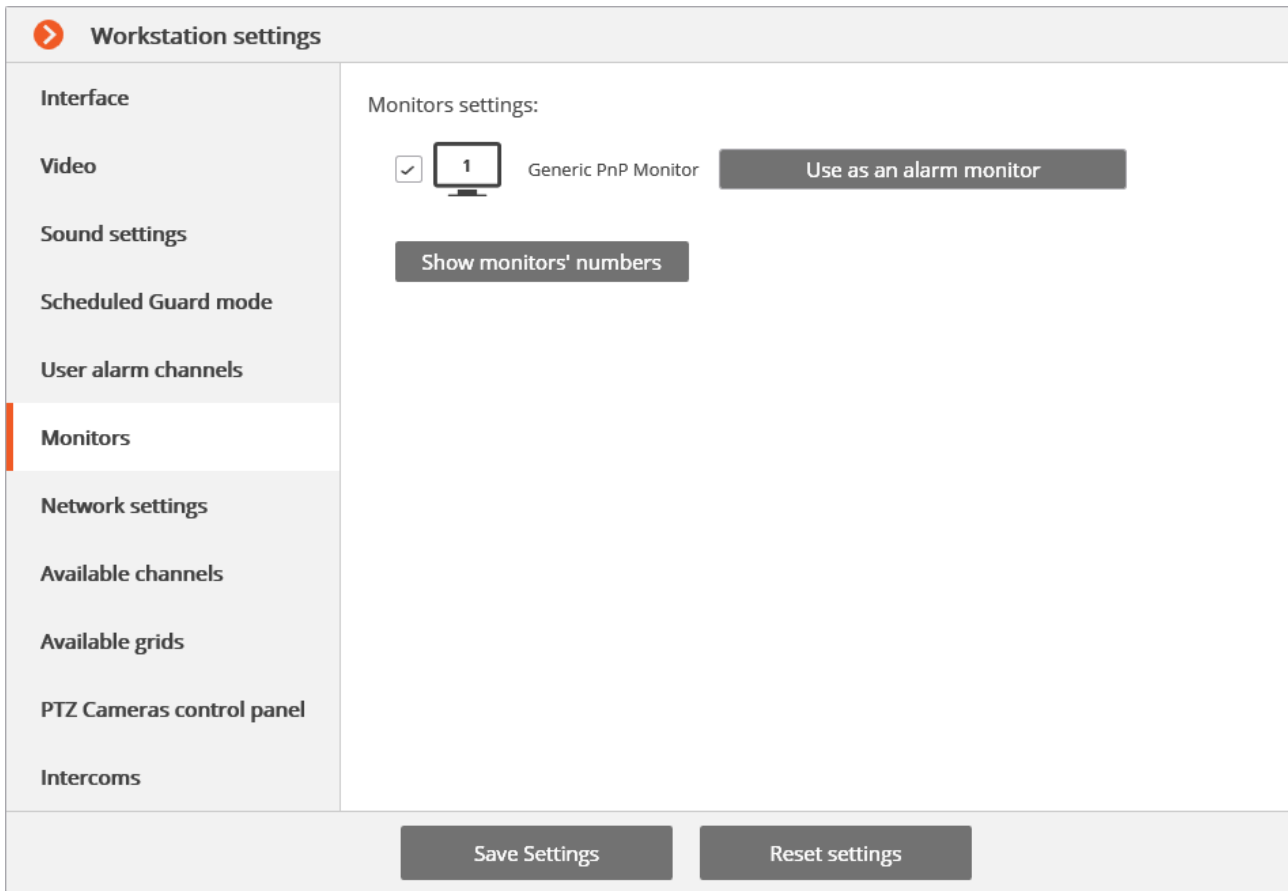 Workstation settings
Interface
Video
Sound settings
Scheduled Guard mode
User alarm channels
Monitors
Network settings
Available channels
Available grids
PTZ Cameras control panel
Intercoms
Monitors settings:
1 Generic PnP Monitor Use as an alarm monitor
Show monitors' numbers
Save Settings Reset settings